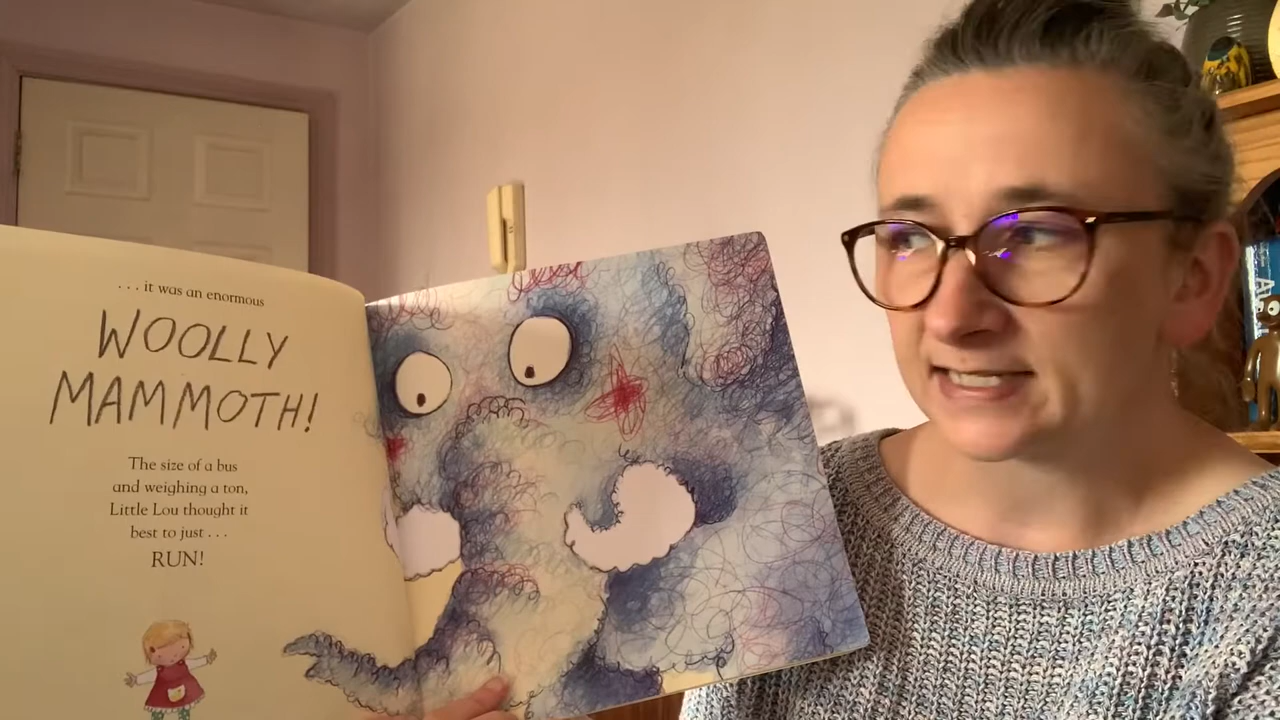 . . . it was an enormous
WOOLLY
MAMMOTH!
The size of a bus
and weighing a ton,
Little Lou thought it
best to just . . .
RUN!